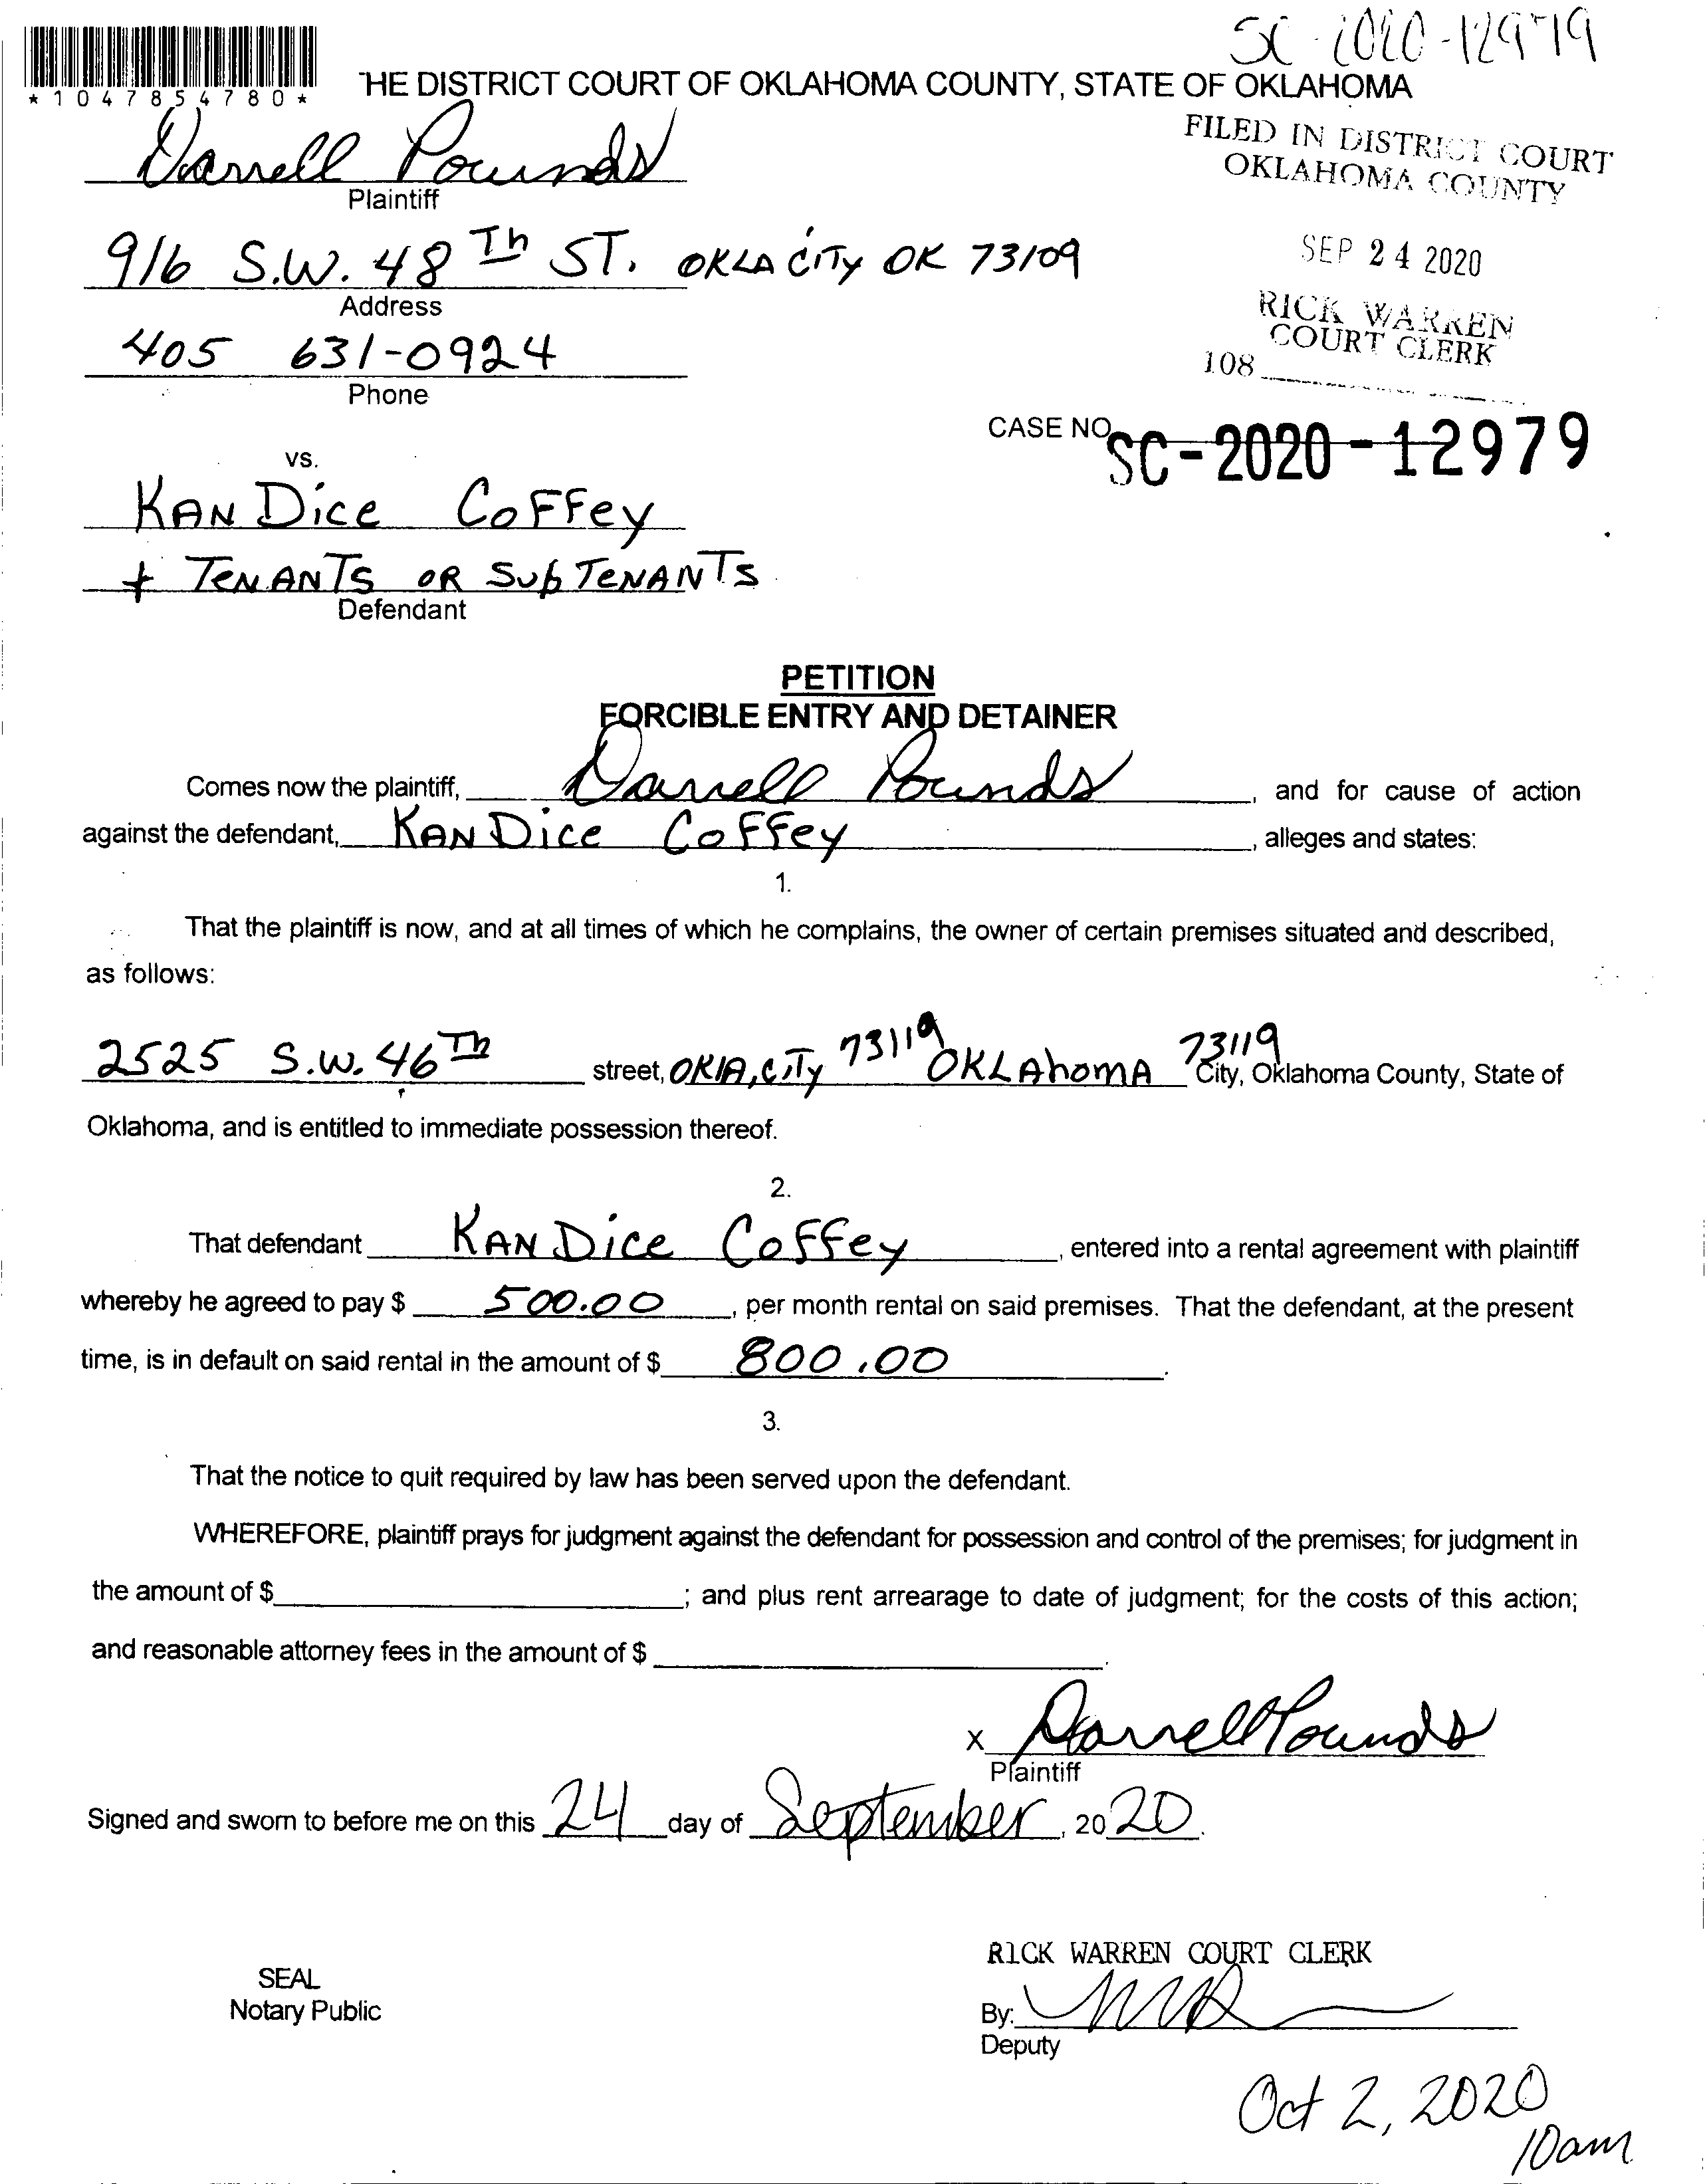 SC-2020-12979
*1047854780*
THE DISTRICT COURT OF OKLAHOMA COUNTY, STATE OF OKLAHOMA
FILED IN DISTRICT COURT
OKLAHOMA COUNTY
Darrell Pounds
Plaintiff
916 S.W. 48 Th ST. OKLA CiTy OK 73109
Address
SEP 24 2020
RICK WARREN
COURT CLERK
108
405 631-0924
Phone
CASE NO. SC-2020-12979
vs.
KANDice CoFFey
+ TENANTS OR SubTENANTS
Defendant
PETITION
FORCIBLE ENTRY AND DETAINER
Comes now the plaintiff, Darrell Pounds, and for cause of action
against the defendant, KANDice CoFFey, alleges and states:
1.
That the plaintiff is now, and at all times of which he complains, the owner of certain premises situated and described,
as follows:
2525 S.W. 46Th street, OKlA, CiTy 73119 OKLAhomA 73119 City, Oklahoma County, State of
Oklahoma, and is entitled to immediate possession thereof.
2.
That defendant KANDice CoFFey, entered into a rental agreement with plaintiff
whereby he agreed to pay $ 500.00, per month rental on said premises. That the defendant, at the present
time, is in default on said rental in the amount of $ 800.00.
3.
That the notice to quit required by law has been served upon the defendant.
WHEREFORE, plaintiff prays for judgment against the defendant for possession and control of the premises; for judgment in
the amount of $ ; and plus rent arrearage to date of judgment; for the costs of this action;
and reasonable attorney fees in the amount of $ .
x Darrell Pounds
Plaintiff
Signed and sworn to before me on this 24 day of September, 2020.
RICK WARREN COURT CLERK
SEAL
Notary Public
By:
Deputy
Oct 2, 2020
10am